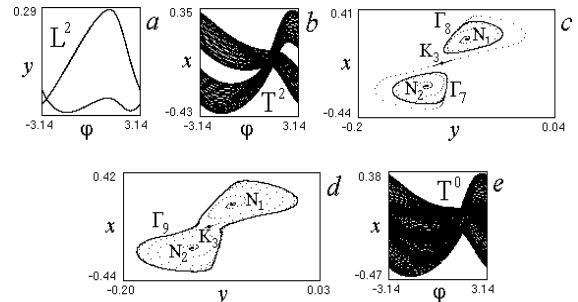 0.29
L²
a
y
-3.14
φ
3.14
0.35
b
x
T²
-0.43
-3.14
φ
3.14
0.41
Γ₈
N₁
c
K₃
x
N₂
Γ₇
-0.44
-0.2
y
0.04
0.42
d
N₁
Γ₉
x
K₃
N₂
-0.44
-0.20
y
0.03
0.38
T⁰
e
x
-0.47
-3.14
φ
3.14